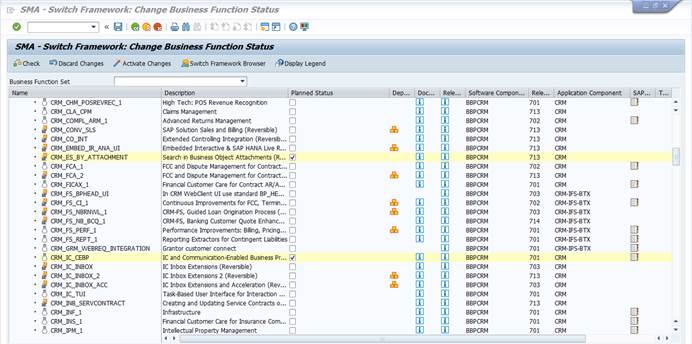 SMA - Switch Framework: Change Business Function Status
SMA - Switch Framework: Change Business Function Status
Check Discard Changes Activate Changes Switch Framework Browser Display Legend
Business Function Set
Name Description Planned Status Dep... Doc... Rele... Software Compon... Rele... Application Component SAP... T...
CRM_CHM_POSREVREC_1 High Tech: POS Revenue Recognition BBPCRM 701 CRM
CRM_CLA_CPM Claims Management BBPCRM 713 CRM
CRM_COMPL_ARM_1 Advanced Returns Management BBPCRM 702 CRM
CRM_CONV_SLS SAP Solution Sales and Billing (Reversible) BBPCRM 713 CRM
CRM_CO_INT Extended Controlling Integration (Reversib... BBPCRM 713 CRM
CRM_EMBED_IR_ANA_UI Embedded Interactive & SAP HANA Live R... BBPCRM 713 CRM
CRM_ES_BY_ATTACHMENT Search in Business Object Attachments (R... BBPCRM 713 CRM
CRM_FCA_1 FCC and Dispute Management for Contract... BBPCRM 701 CRM
CRM_FCA_2 FCC and Dispute Management for Contract... BBPCRM 713 CRM
CRM_FICAX_1 Financial Customer Care for Contract AR/A... BBPCRM 701 CRM
CRM_FS_BPHEAD_UI In CRM WebClient UI use standard BP_HE... BBPCRM 703 CRM-IFS-BTX
CRM_FS_CI_1 Continuous Improvements for FCC, Termin... BBPCRM 702 CRM-IFS-BTX
CRM_FS_NBRNWL_1 CRM-FS, Guided Loan Origination Process (... BBPCRM 703 CRM-IFS-BTX
CRM_FS_NB_BCQ_1 CRM-FS, Banking Customer Quote Enhanc... BBPCRM 714 CRM-IFS-BTX
CRM_FS_PERF_1 Performance Improvements: Billing, Pricing... BBPCRM 701 CRM-IFS-BTX
CRM_FS_REPT_1 Reporting Extractors for Contingent Liabilities BBPCRM 701 CRM-IFS-BTX
CRM_GRM_WEBREQ_INTEGRATION Grantor customer connect BBPCRM 701 CRM-IFS-BTX
CRM_IC_CEBP IC and Communication-Enabled Business Pr... BBPCRM 701 CRM
CRM_IC_INBOX IC Inbox Extensions (Reversible) BBPCRM 703 CRM
CRM_IC_INBOX_2 IC Inbox Extensions 2 (Reversible) BBPCRM 713 CRM
CRM_IC_INBOX_ACC IC Inbox Extensions and Acceleration (Rev... BBPCRM 703 CRM
CRM_IC_TUI Task-Based User Interface for Interaction ... BBPCRM 701 CRM
CRM_INB_SERVCONTRACT Creating and Updating Service Contracts o... BBPCRM 713 CRM
CRM_INF_1 Infrastructure BBPCRM 701 CRM
CRM_INS_1 Financial Customer Care for Insurance Com... BBPCRM 701 CRM
CRM_IPM_1 Intellectual Property Management BBPCRM 701 CRM